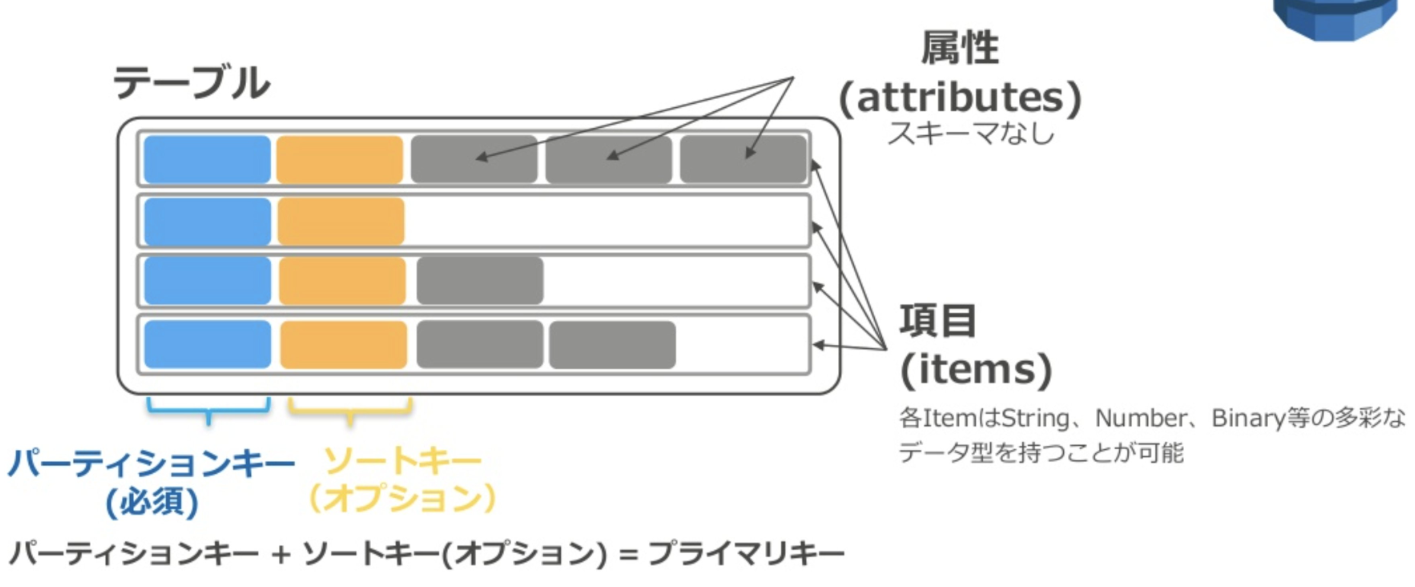 テーブル
属性
(attributes)
スキーマなし
項目
(items)
各ItemはString、Number、Binary等の多彩な
データ型を持つことが可能
パーティションキー
(必須)
ソートキー
(オプション)
パーティションキー + ソートキー(オプション) = プライマリキー